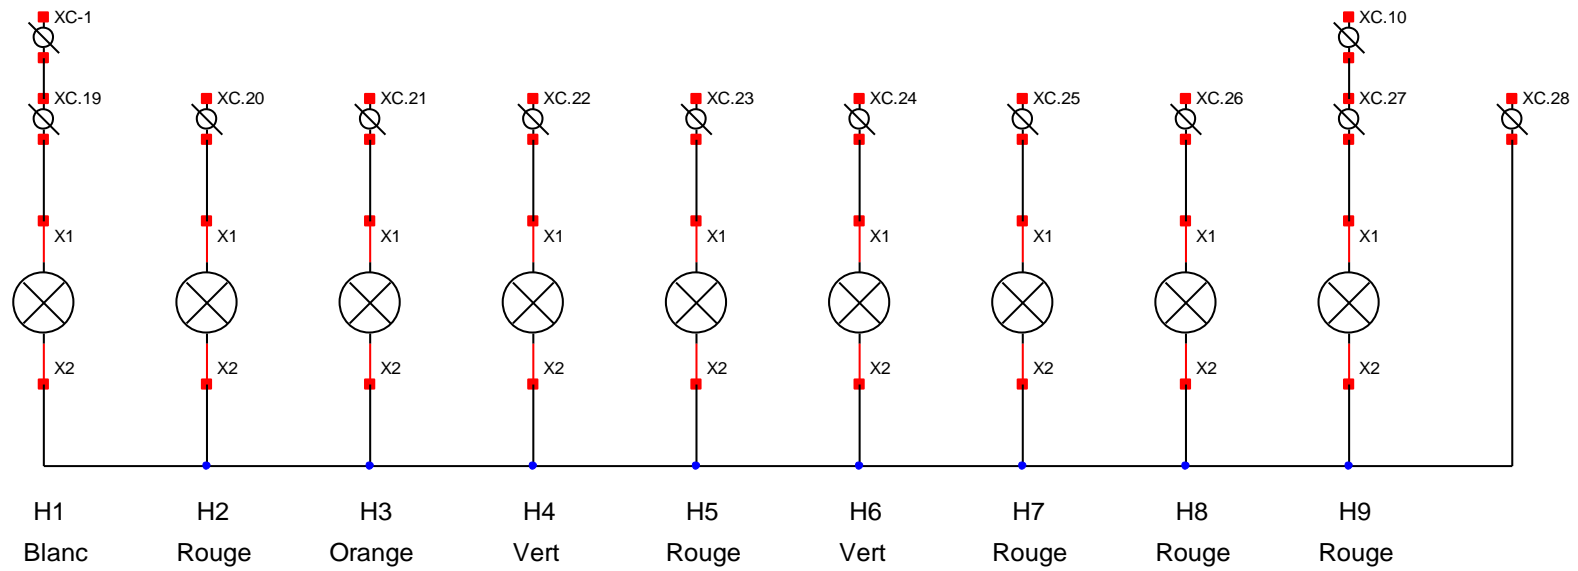 XC-1 XC.10
XC.19 XC.20 XC.21 XC.22 XC.23 XC.24 XC.25 XC.26 XC.27 XC.28
X1 X1 X1 X1 X1 X1 X1 X1 X1
X2 X2 X2 X2 X2 X2 X2 X2 X2
H1 H2 H3 H4 H5 H6 H7 H8 H9
Blanc Rouge Orange Vert Rouge Vert Rouge Rouge Rouge